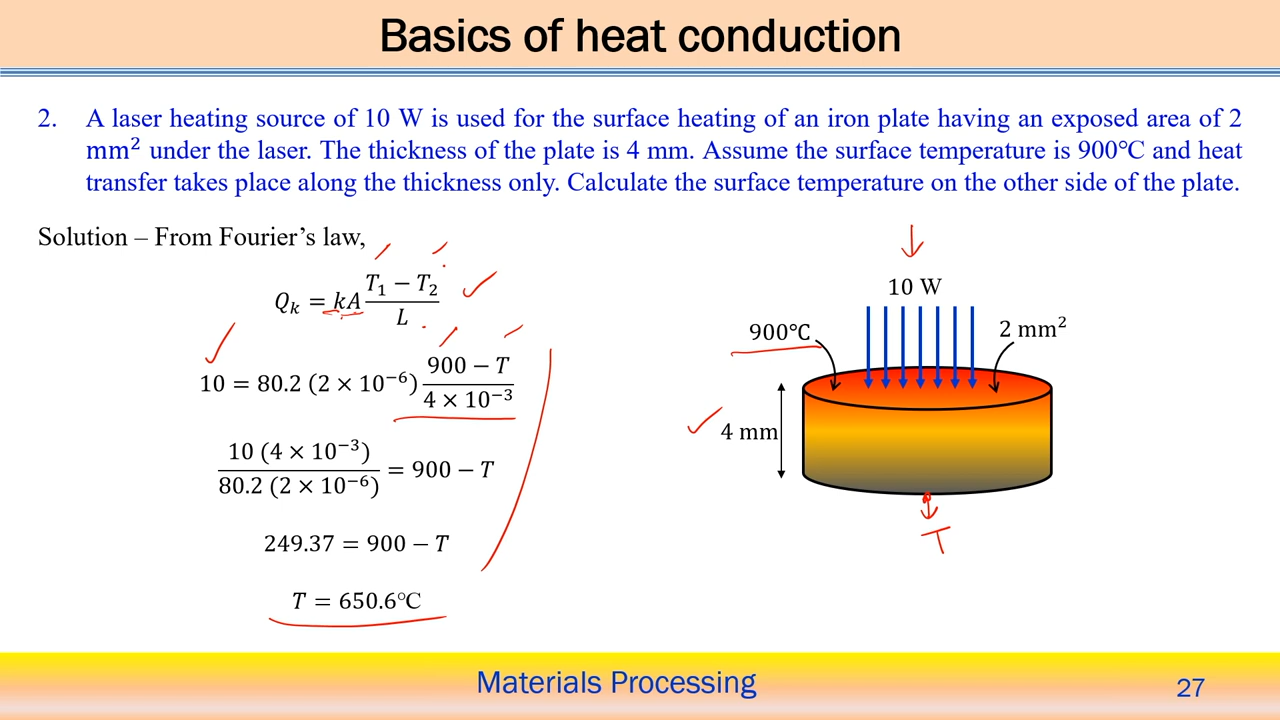 Basics of heat conduction
2. A laser heating source of 10 W is used for the surface heating of an iron plate having an exposed area of 2
mm² under the laser. The thickness of the plate is 4 mm. Assume the surface temperature is 900℃ and heat
transfer takes place along the thickness only. Calculate the surface temperature on the other side of the plate.
Solution – From Fourier's law,
Q_k = kA (T₁ − T₂)/L
10 = 80.2 (2 × 10⁻⁶) (900 − T)/(4 × 10⁻³)
10 (4 × 10⁻³)/(80.2 (2 × 10⁻⁶)) = 900 − T
249.37 = 900 − T
T = 650.6℃
10 W
900℃
2 mm²
4 mm
T
Materials Processing
27